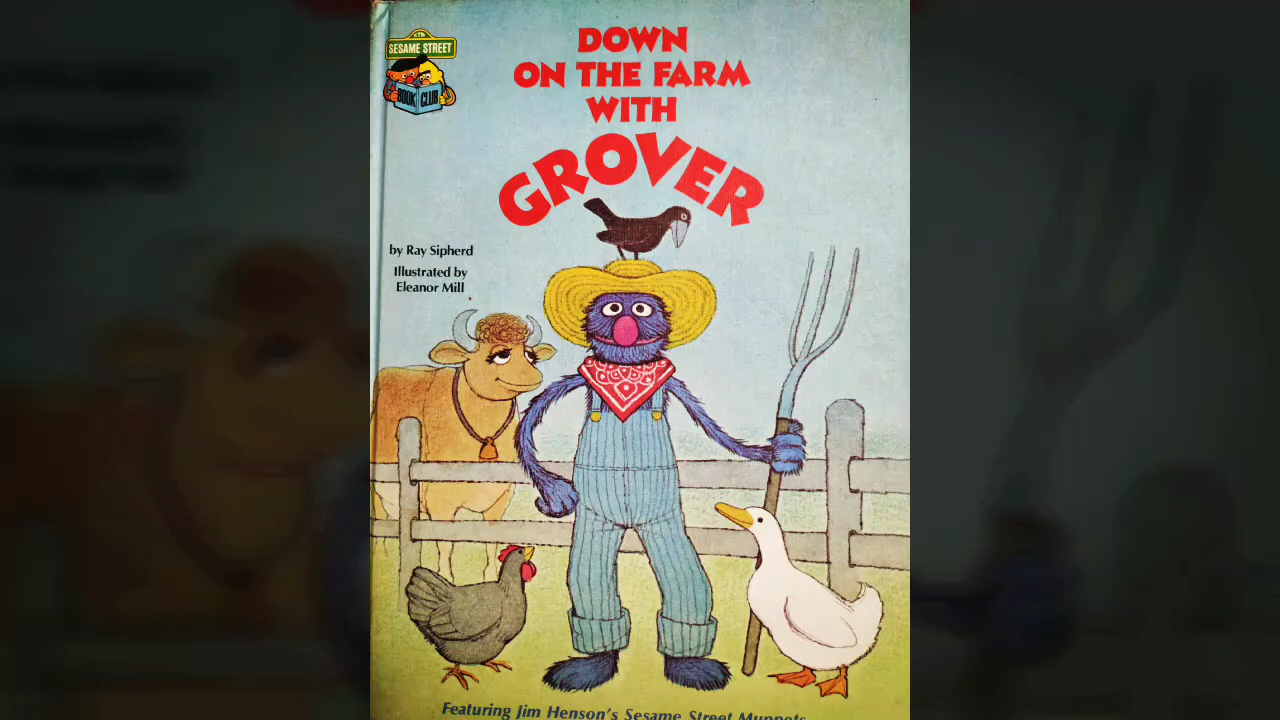 CTW
SESAME STREET
BOOK CLUB
DOWN
ON THE FARM
WITH
GROVER
by Ray Sipherd
Illustrated by
Eleanor Mill
Featuring Jim Henson's Sesame Street Muppets